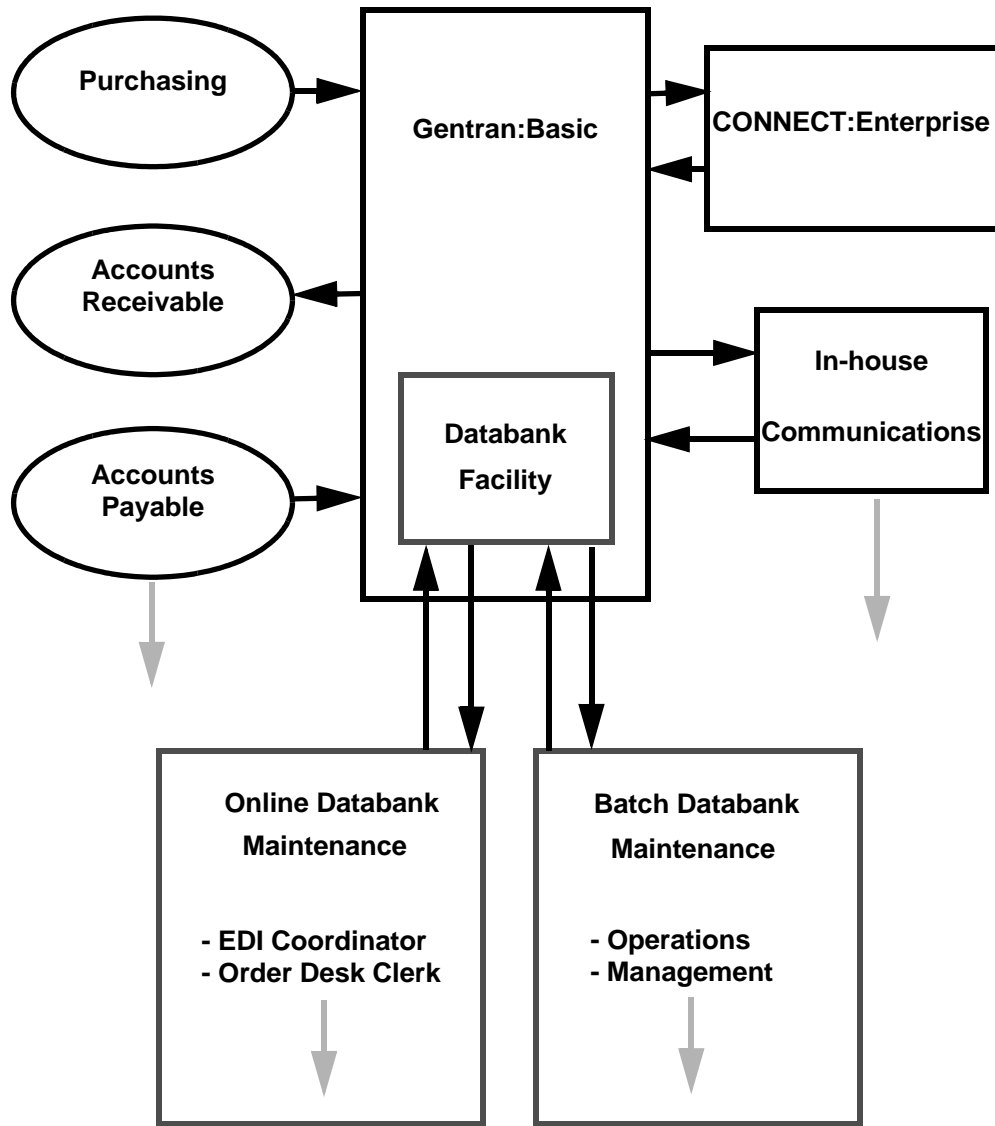 Purchasing
Gentran:Basic
CONNECT:Enterprise
Accounts
Receivable
In-house
Communications
Databank
Facility
Accounts
Payable
Online Databank
Maintenance
- EDI Coordinator
- Order Desk Clerk
Batch Databank
Maintenance
- Operations
- Management